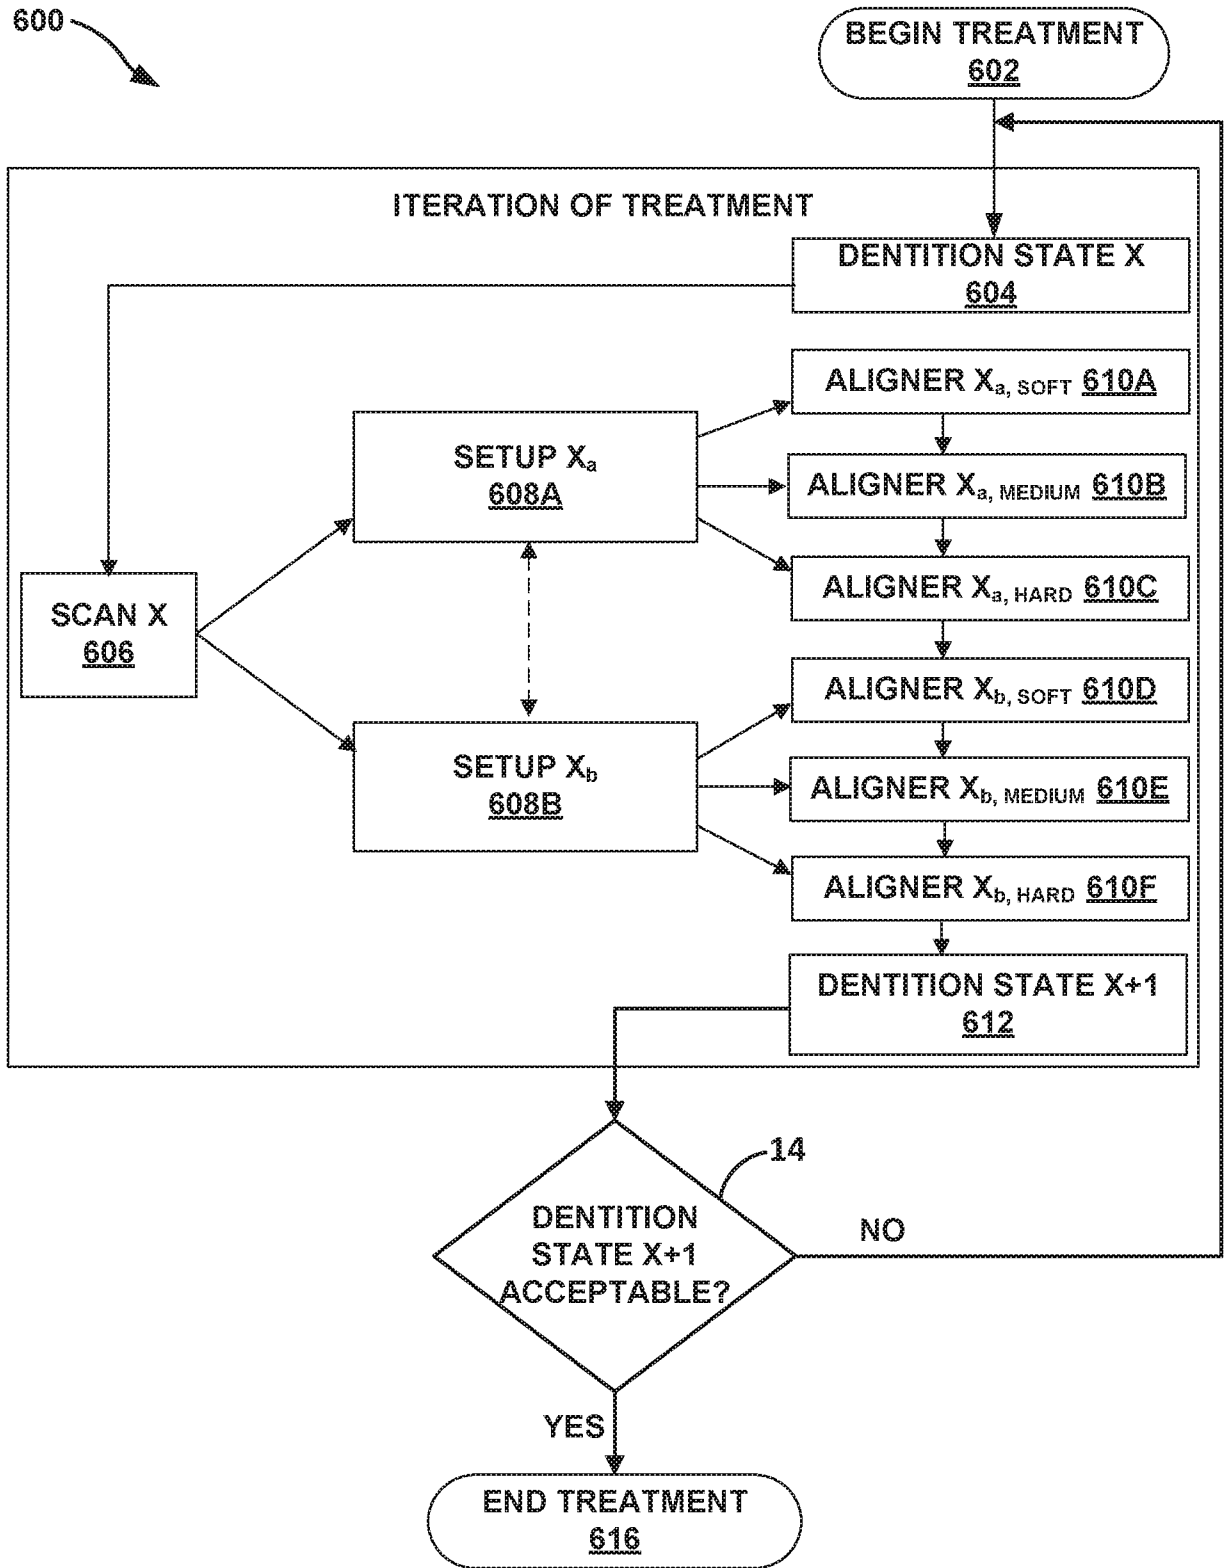 600
BEGIN TREATMENT
602
ITERATION OF TREATMENT
DENTITION STATE X
604
ALIGNER Xa, SOFT 610A
SETUP Xa
608A
ALIGNER Xa, MEDIUM 610B
ALIGNER Xa, HARD 610C
SCAN X
606
ALIGNER Xb, SOFT 610D
SETUP Xb
608B
ALIGNER Xb, MEDIUM 610E
ALIGNER Xb, HARD 610F
DENTITION STATE X+1
612
14
DENTITION
STATE X+1
ACCEPTABLE?
NO
YES
END TREATMENT
616